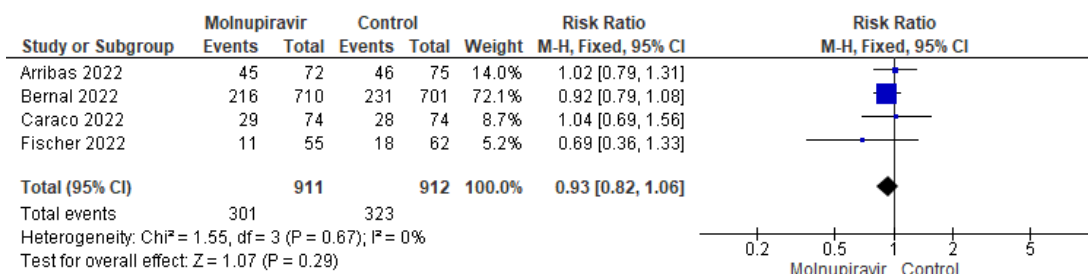 Molnupiravir Control Risk Ratio Risk Ratio
Study or Subgroup Events Total Events Total Weight M-H, Fixed, 95% CI M-H, Fixed, 95% CI
Arribas 2022 45 72 46 75 14.0% 1.02 [0.79, 1.31]
Bernal 2022 216 710 231 701 72.1% 0.92 [0.79, 1.08]
Caraco 2022 29 74 28 74 8.7% 1.04 [0.69, 1.56]
Fischer 2022 11 55 18 62 5.2% 0.69 [0.36, 1.33]
Total (95% CI) 911 912 100.0% 0.93 [0.82, 1.06]
Total events 301 323
Heterogeneity: Chi² = 1.55, df = 3 (P = 0.67); I² = 0%
Test for overall effect: Z = 1.07 (P = 0.29)
0.2 0.5 1 2 5
Molnupiravir Control